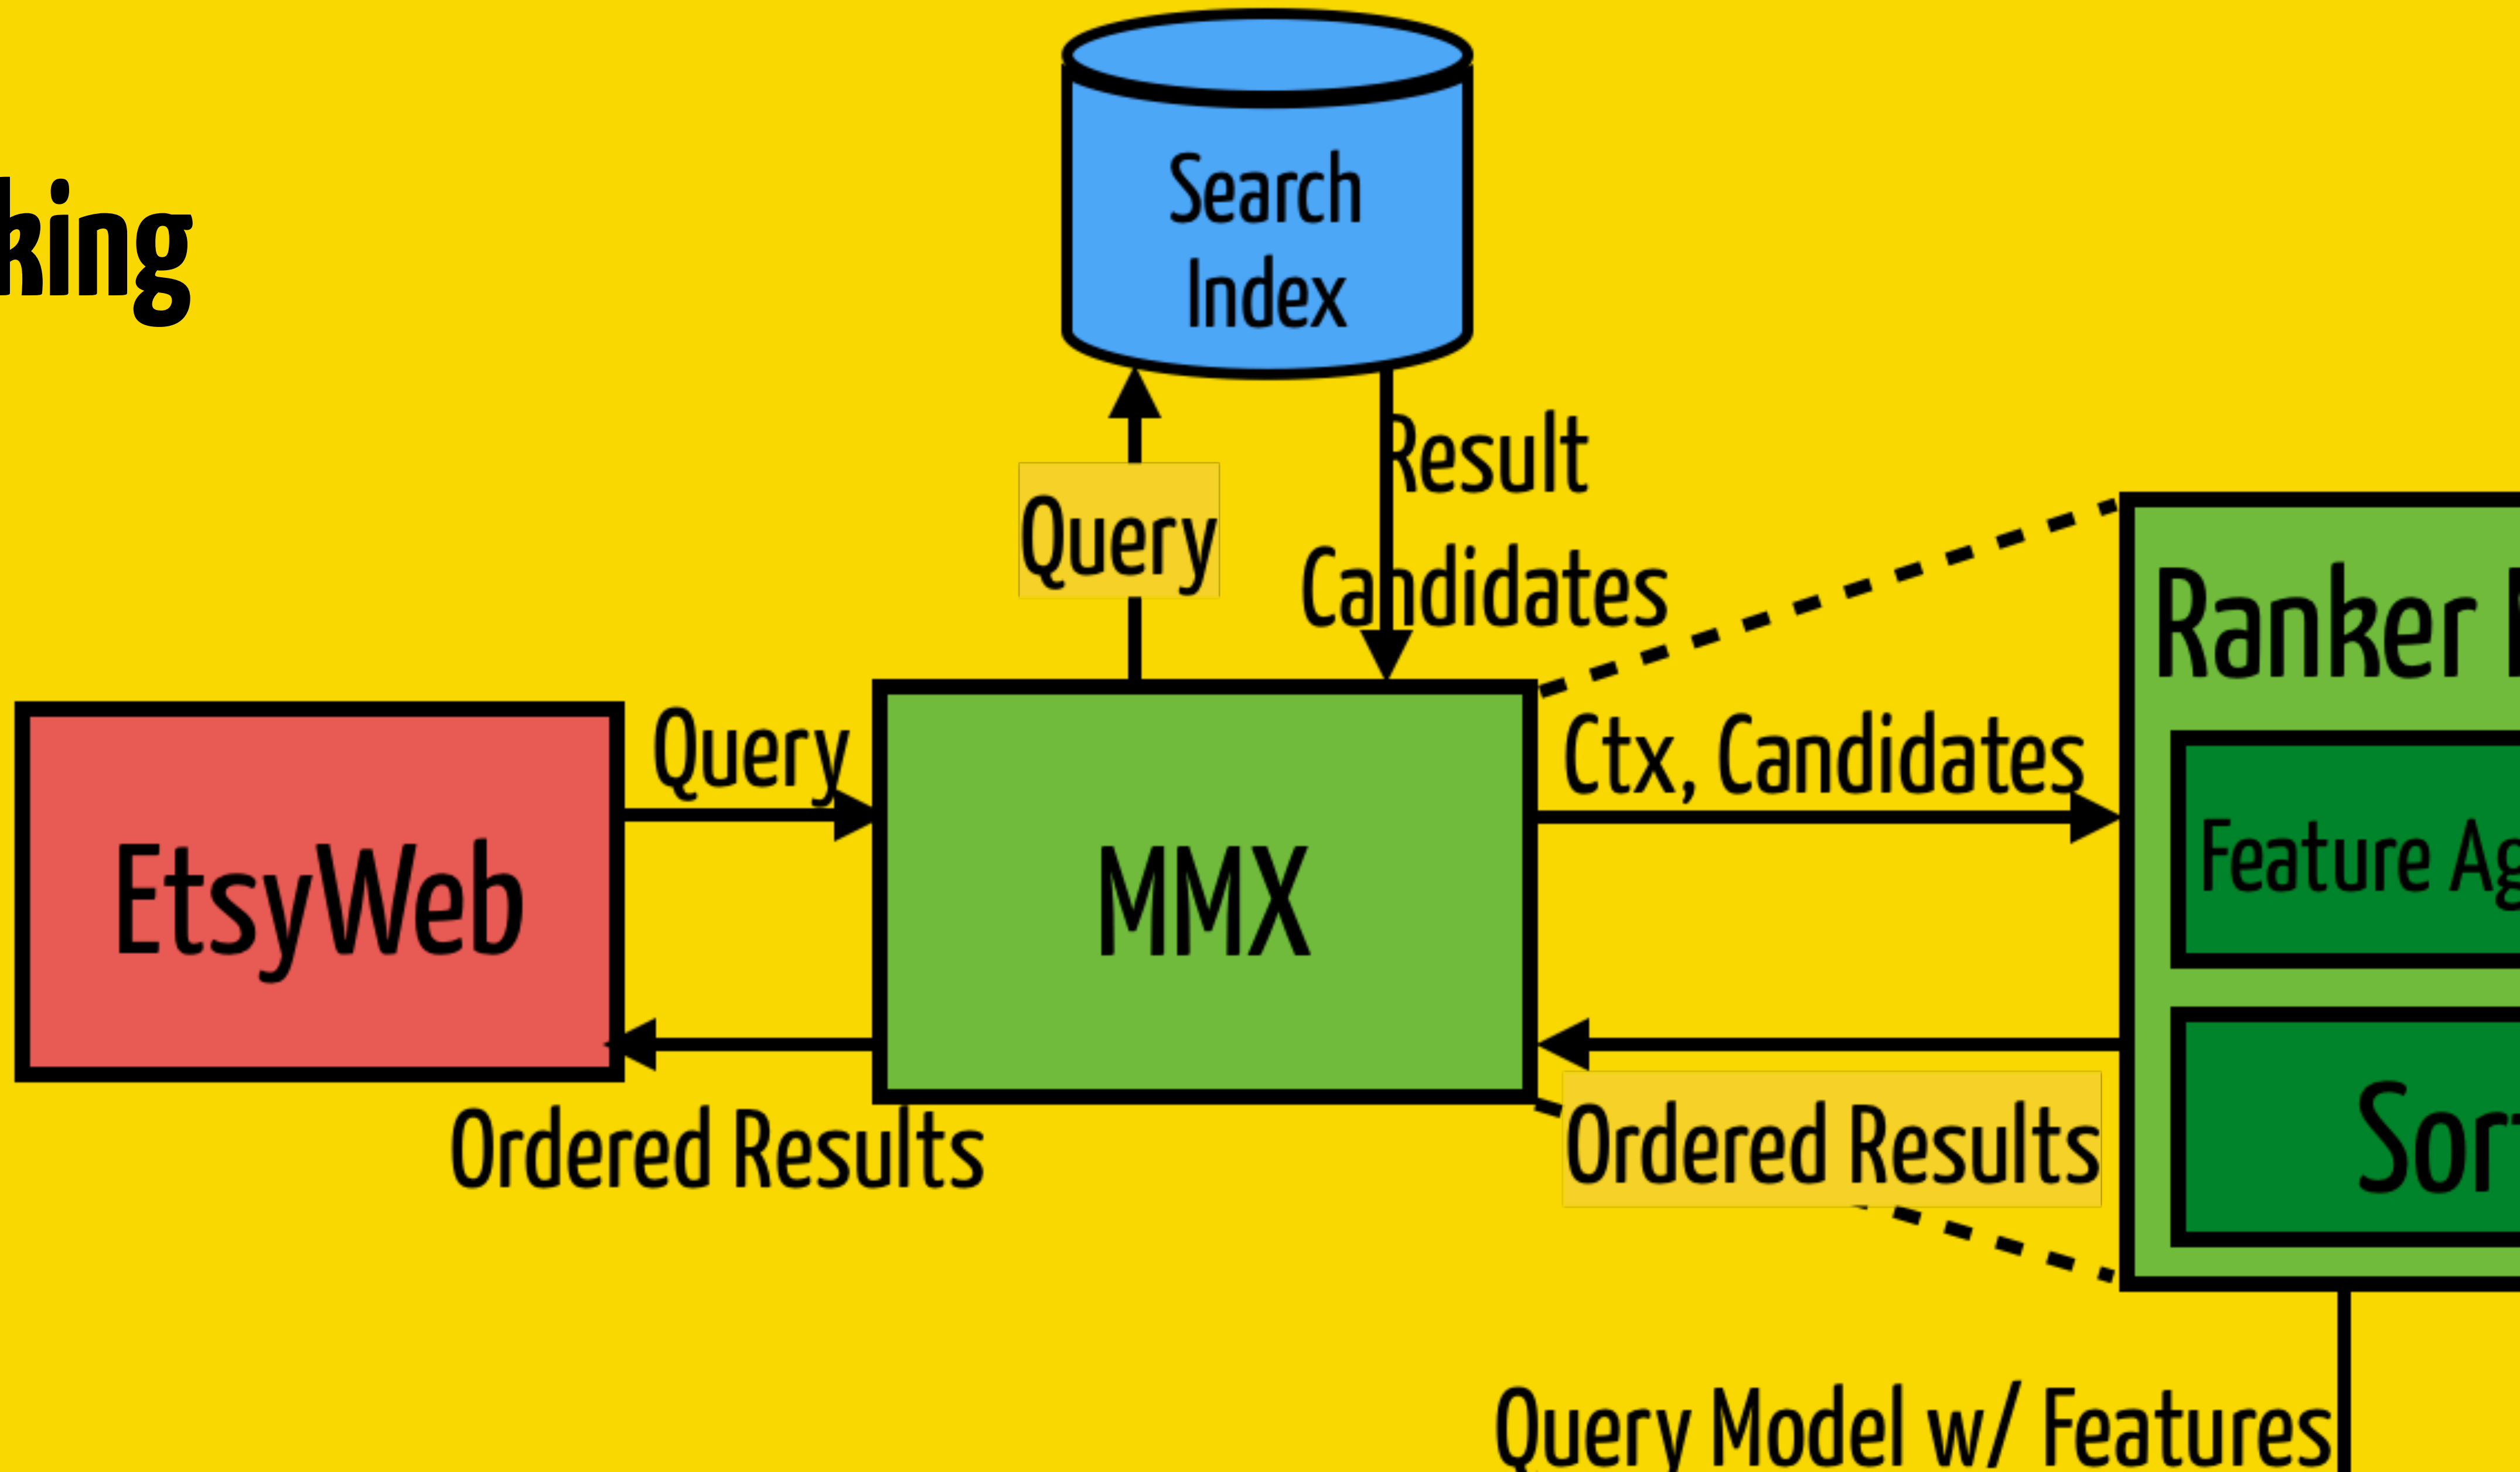 king
Search
Index
Result
Query
Candidates
Ranker
Query
Ctx, Candidates
Feature
EtsyWeb
MMX
Ordered Results
Ordered Results
Query Model w/ Features